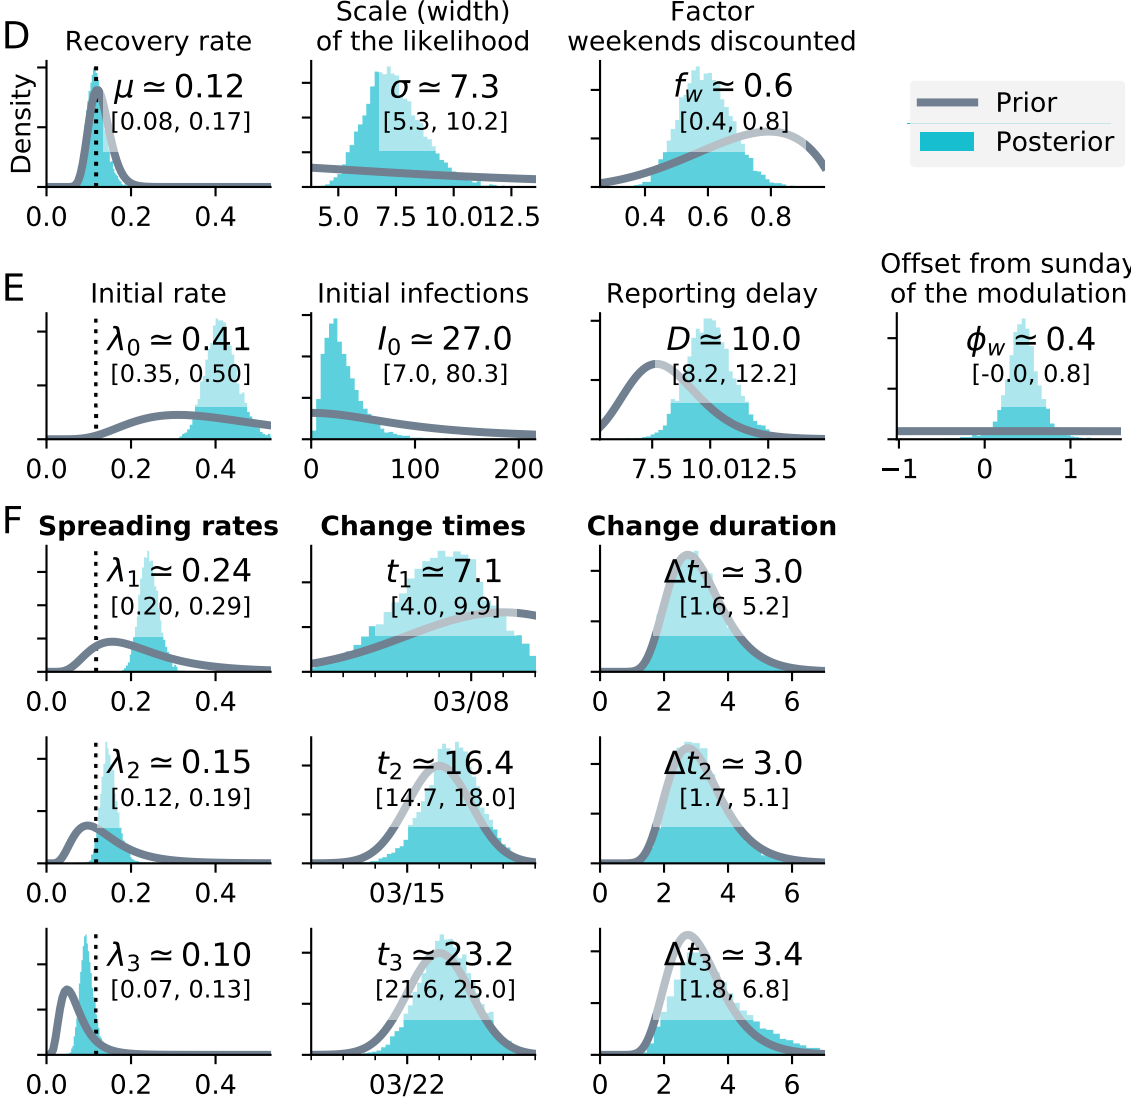 D
Recovery rate
Scale (width)
of the likelihood
Factor
weekends discounted
Density
μ ≃ 0.12
[0.08, 0.17]
σ ≃ 7.3
[5.3, 10.2]
f_w ≃ 0.6
[0.4, 0.8]
Prior
Posterior
0.0 0.2 0.4
5.0 7.5 10.0 12.5
0.4 0.6 0.8
E
Initial rate
Initial infections
Reporting delay
Offset from sunday
of the modulation
λ₀ ≃ 0.41
[0.35, 0.50]
I₀ ≃ 27.0
[7.0, 80.3]
D ≃ 10.0
[8.2, 12.2]
ϕ_w ≃ 0.4
[-0.0, 0.8]
0.0 0.2 0.4
0 100 200
7.5 10.0 12.5
−1 0 1
F
Spreading rates
Change times
Change duration
λ₁ ≃ 0.24
[0.20, 0.29]
t₁ ≃ 7.1
[4.0, 9.9]
Δt₁ ≃ 3.0
[1.6, 5.2]
0.0 0.2 0.4
03/08
0 2 4 6
λ₂ ≃ 0.15
[0.12, 0.19]
t₂ ≃ 16.4
[14.7, 18.0]
Δt₂ ≃ 3.0
[1.7, 5.1]
0.0 0.2 0.4
03/15
0 2 4 6
λ₃ ≃ 0.10
[0.07, 0.13]
t₃ ≃ 23.2
[21.6, 25.0]
Δt₃ ≃ 3.4
[1.8, 6.8]
0.0 0.2 0.4
03/22
0 2 4 6